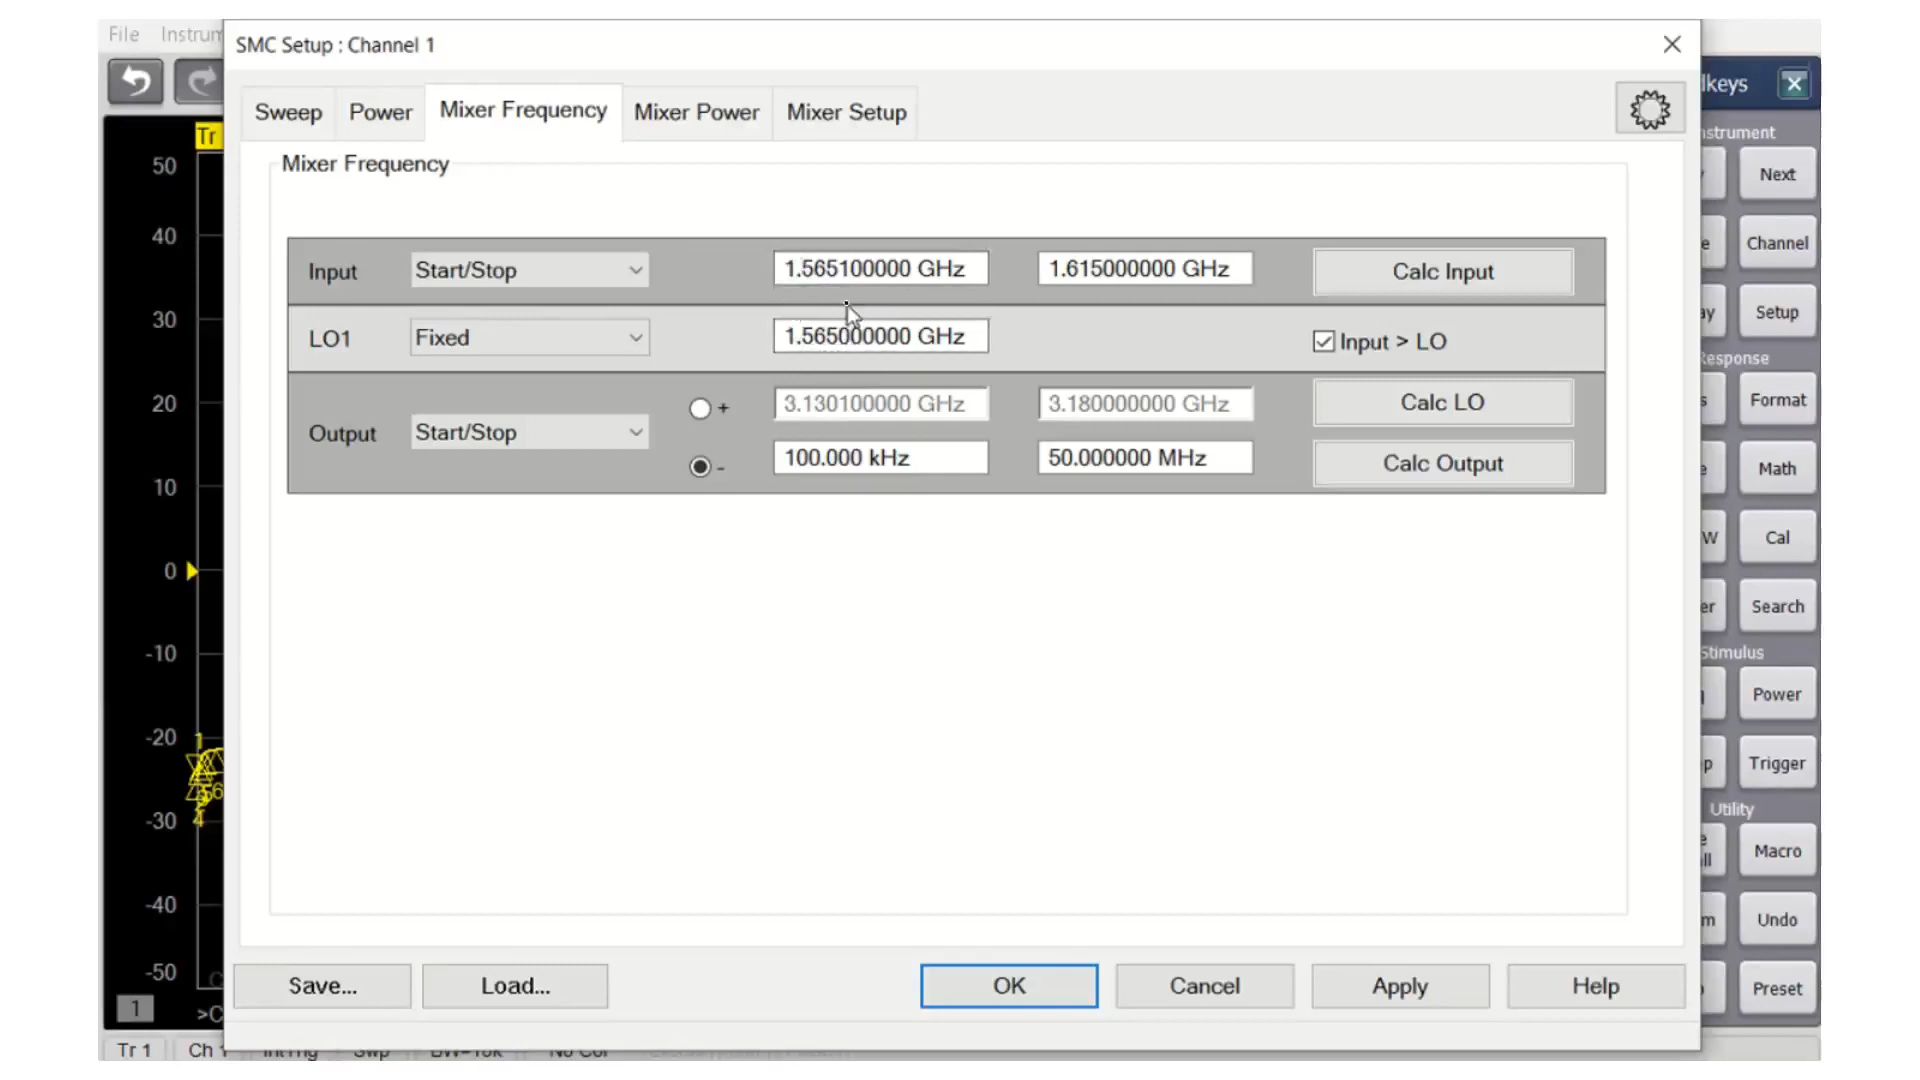 File Instrum
SMC Setup : Channel 1
Sweep Power Mixer Frequency Mixer Power Mixer Setup
Mixer Frequency
Input Start/Stop 1.565100000 GHz 1.615000000 GHz Calc Input
LO1 Fixed 1.565000000 GHz Input > LO
Output Start/Stop
+ 3.130100000 GHz 3.180000000 GHz Calc LO
- 100.000 kHz 50.000000 MHz Calc Output
Save... Load... OK Cancel Apply Help
Tr
50
40
30
20
10
0
-10
-20
-30
-40
-50
1
Tr 1 Ch 1
Next
Channel
Setup
Format
Math
Cal
Search
Stimulus
Power
Trigger
Utility
Macro
Undo
Preset